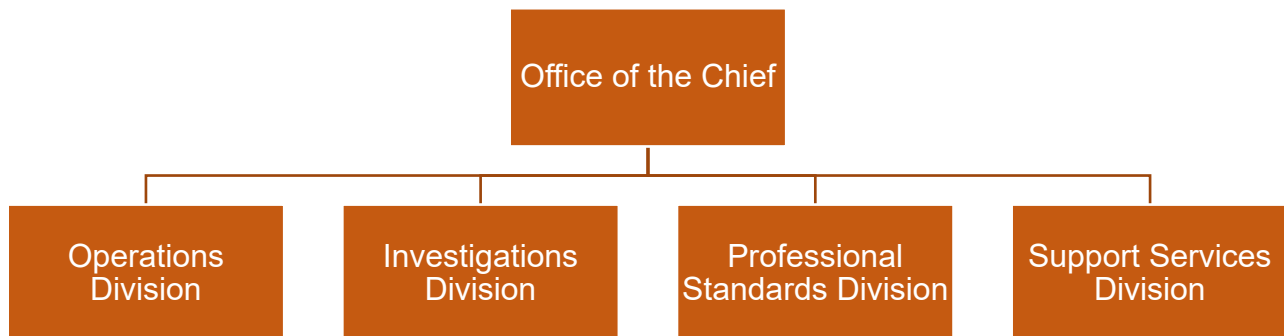 Office of the Chief
Operations
Division
Investigations
Division
Professional
Standards Division
Support Services
Division